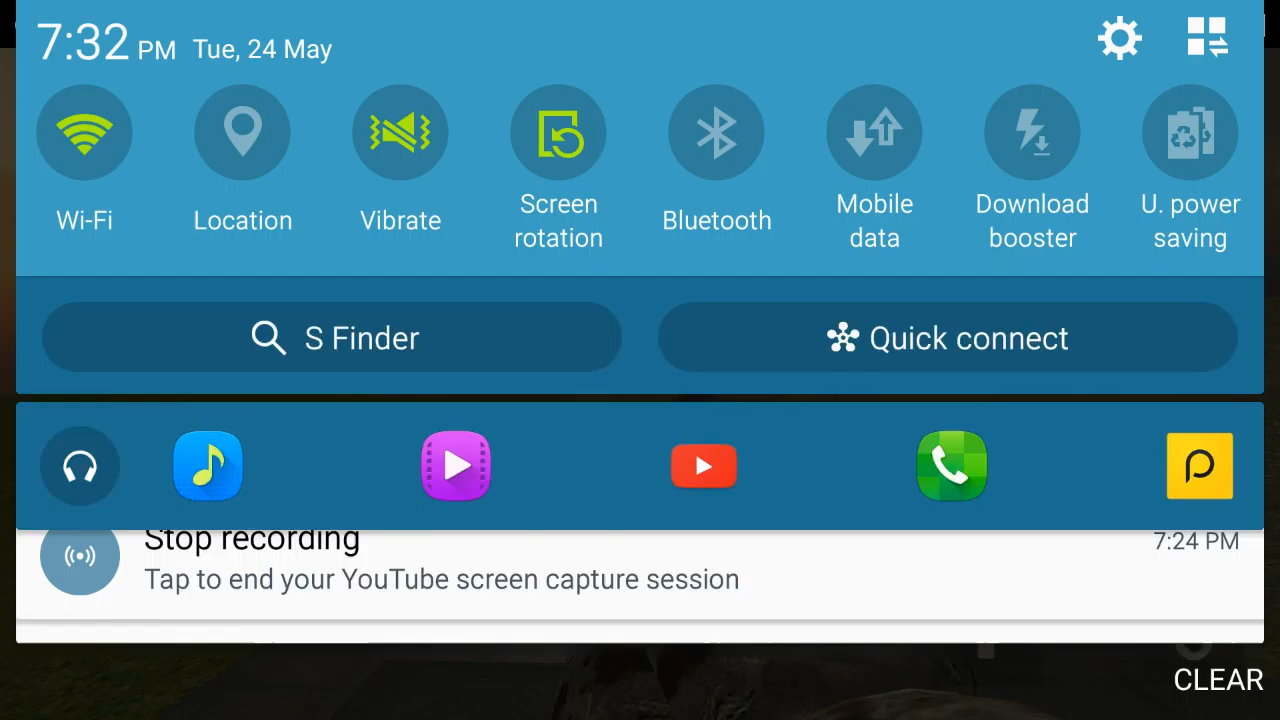 7:32 PM Tue, 24 May
Wi-Fi
Location
Vibrate
Screen
rotation
Bluetooth
Mobile
data
Download
booster
U. power
saving
S Finder
Quick connect
Stop recording
7:24 PM
Tap to end your YouTube screen capture session
CLEAR